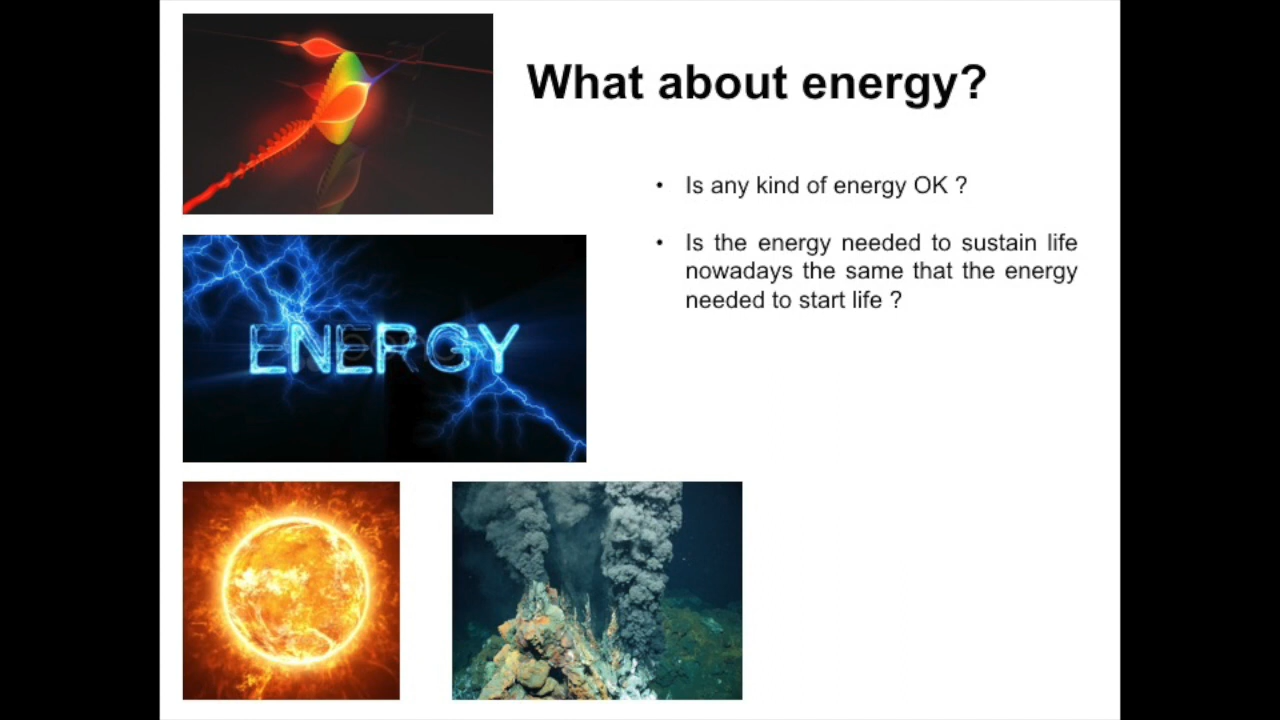 What about energy?
• Is any kind of energy OK ?
• Is the energy needed to sustain life
nowadays the same that the energy
needed to start life ?
ENERGY